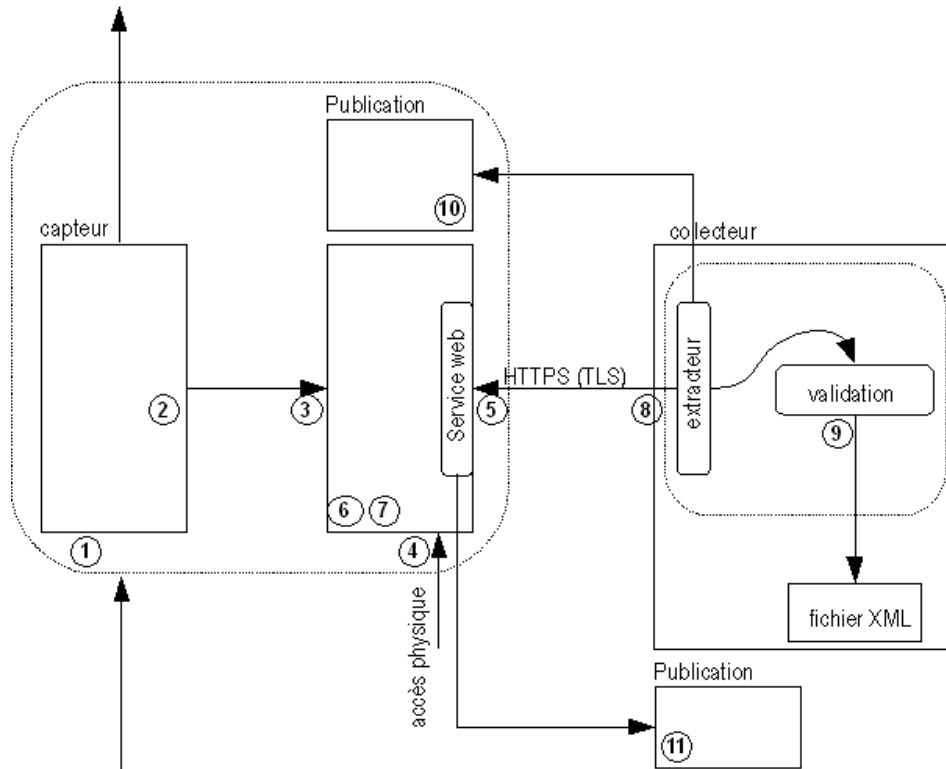 Publication
10
capteur
collecteur
Service web
HTTPS (TLS)
extracteur
validation
2
3
5
8
9
6
7
1
4
accès physique
fichier XML
Publication
11